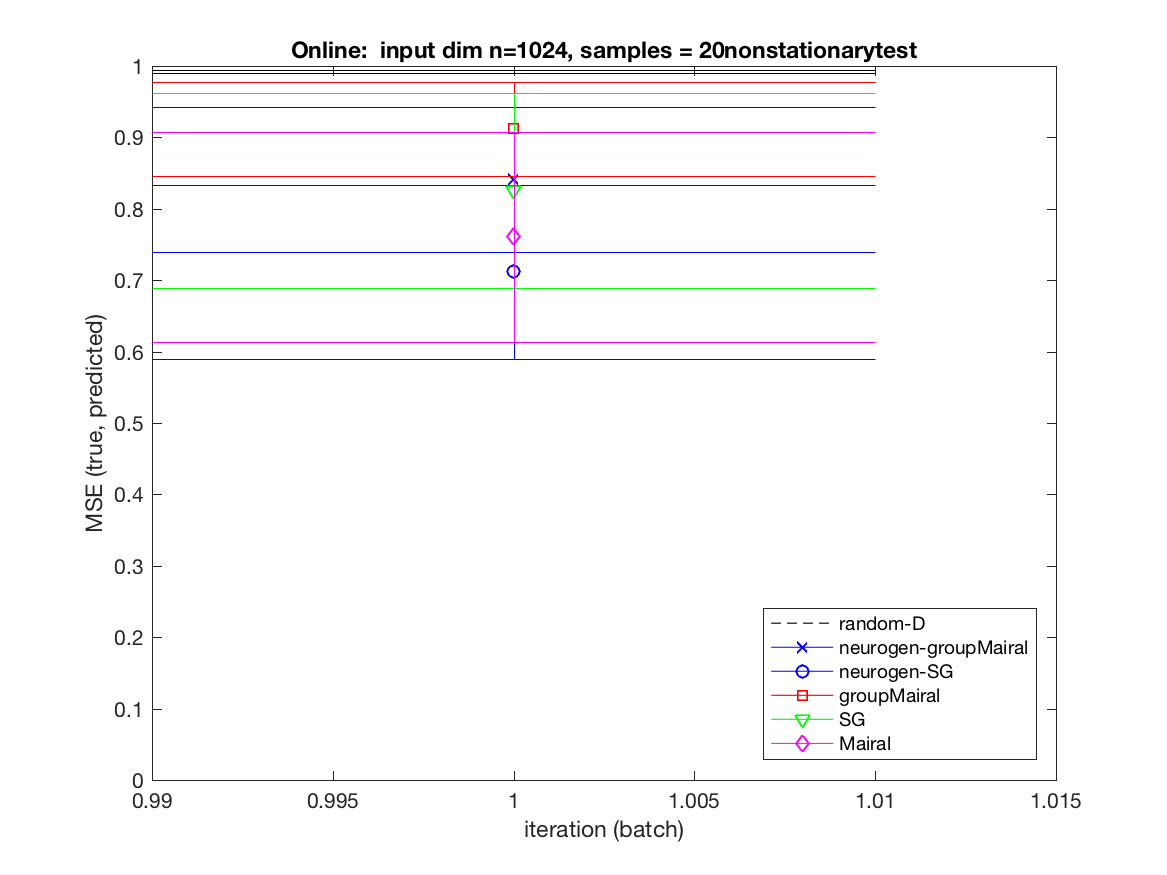 Online:  input dim n=1024, samples = 20nonstationarytest
MSE (true, predicted)
1
0.9
0.8
0.7
0.6
0.5
0.4
0.3
0.2
0.1
0
random-D
neurogen-groupMairal
neurogen-SG
groupMairal
SG
Mairal
0.99 0.995 1 1.005 1.01 1.015
iteration (batch)